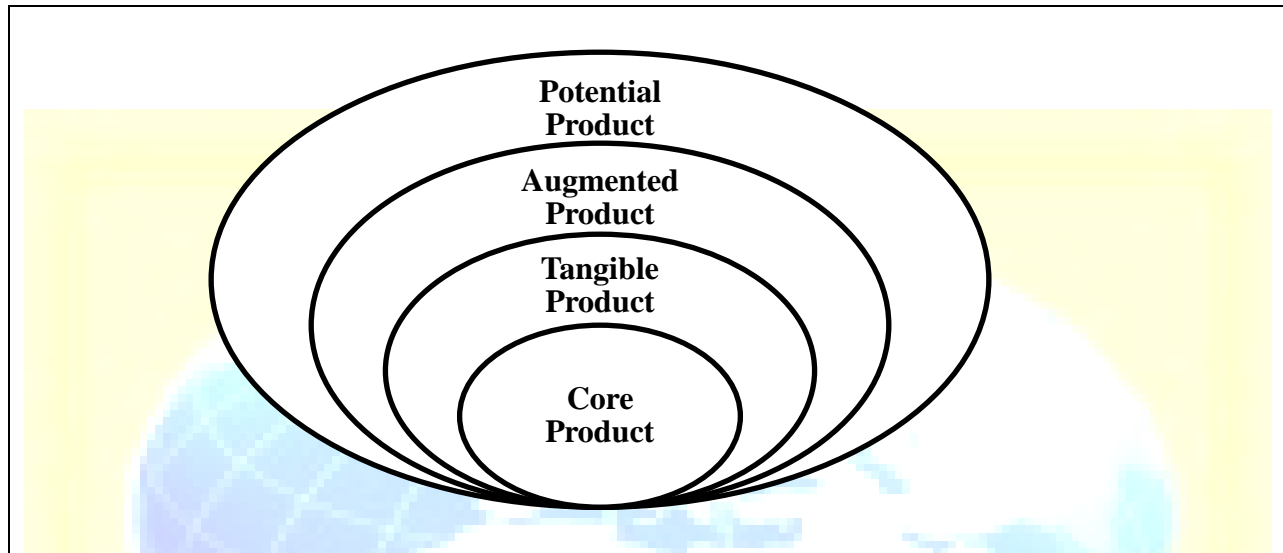 Potential
Product
Augmented
Product
Tangible
Product
Core
Product